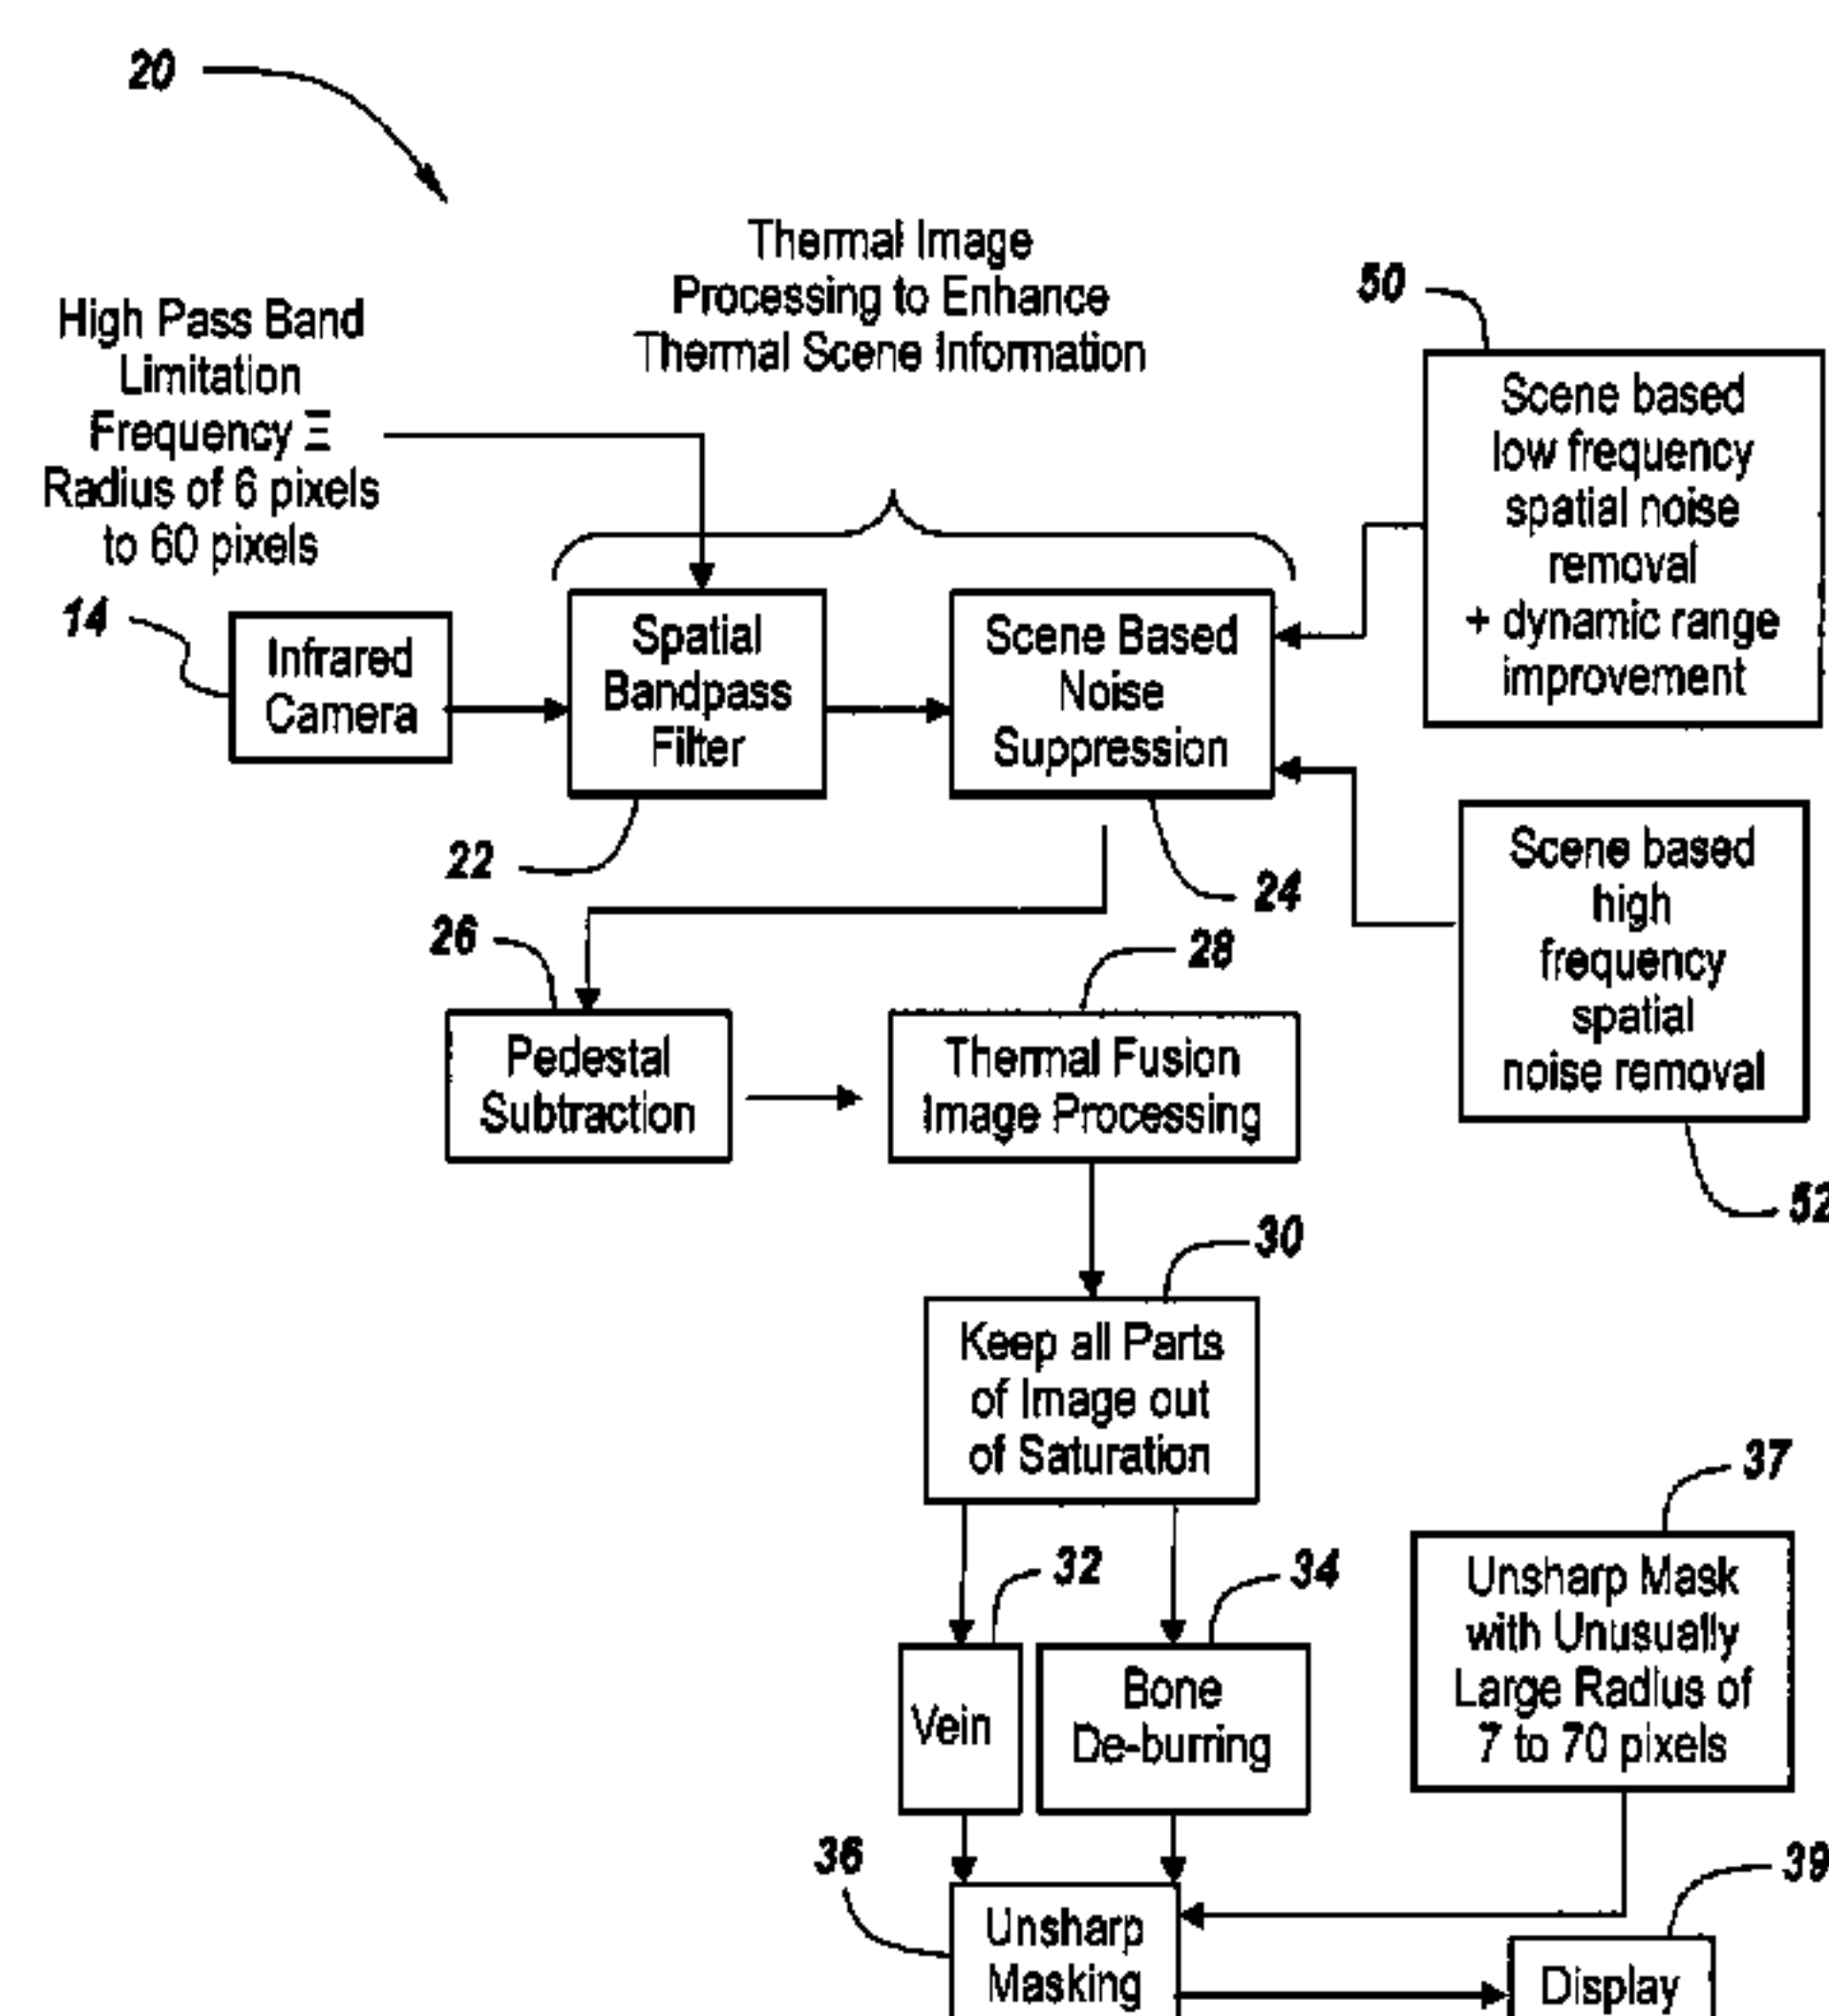 20
Thermal Image
Processing to Enhance
Thermal Scene Information
High Pass Band
Limitation
Frequency Ξ
Radius of 6 pixels
to 60 pixels
50
Scene based
low frequency
spatial noise
removal
+ dynamic range
improvement
14
Infrared
Camera
Spatial
Bandpass
Filter
Scene Based
Noise
Suppression
22
24
Scene based
high
frequency
spatial
noise removal
52
26
28
Pedestal
Subtraction
Thermal Fusion
Image Processing
30
Keep all Parts
of Image out
of Saturation
37
32
34
Unsharp Mask
with Unusually
Large Radius of
7 to 70 pixels
Vein
Bone
De-burring
36
39
Unsharp
Masking
Display